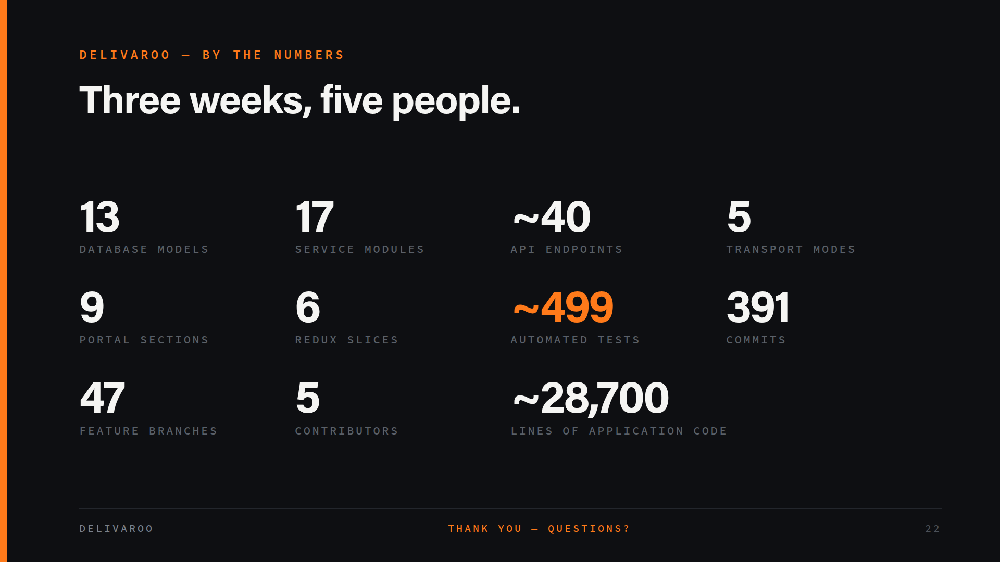 DELIVAROO — BY THE NUMBERS
Three weeks, five people.
13
DATABASE MODELS
17
SERVICE MODULES
~40
API ENDPOINTS
5
TRANSPORT MODES
9
PORTAL SECTIONS
6
REDUX SLICES
~499
AUTOMATED TESTS
391
COMMITS
47
FEATURE BRANCHES
5
CONTRIBUTORS
~28,700
LINES OF APPLICATION CODE
DELIVAROO
THANK YOU — QUESTIONS?
22